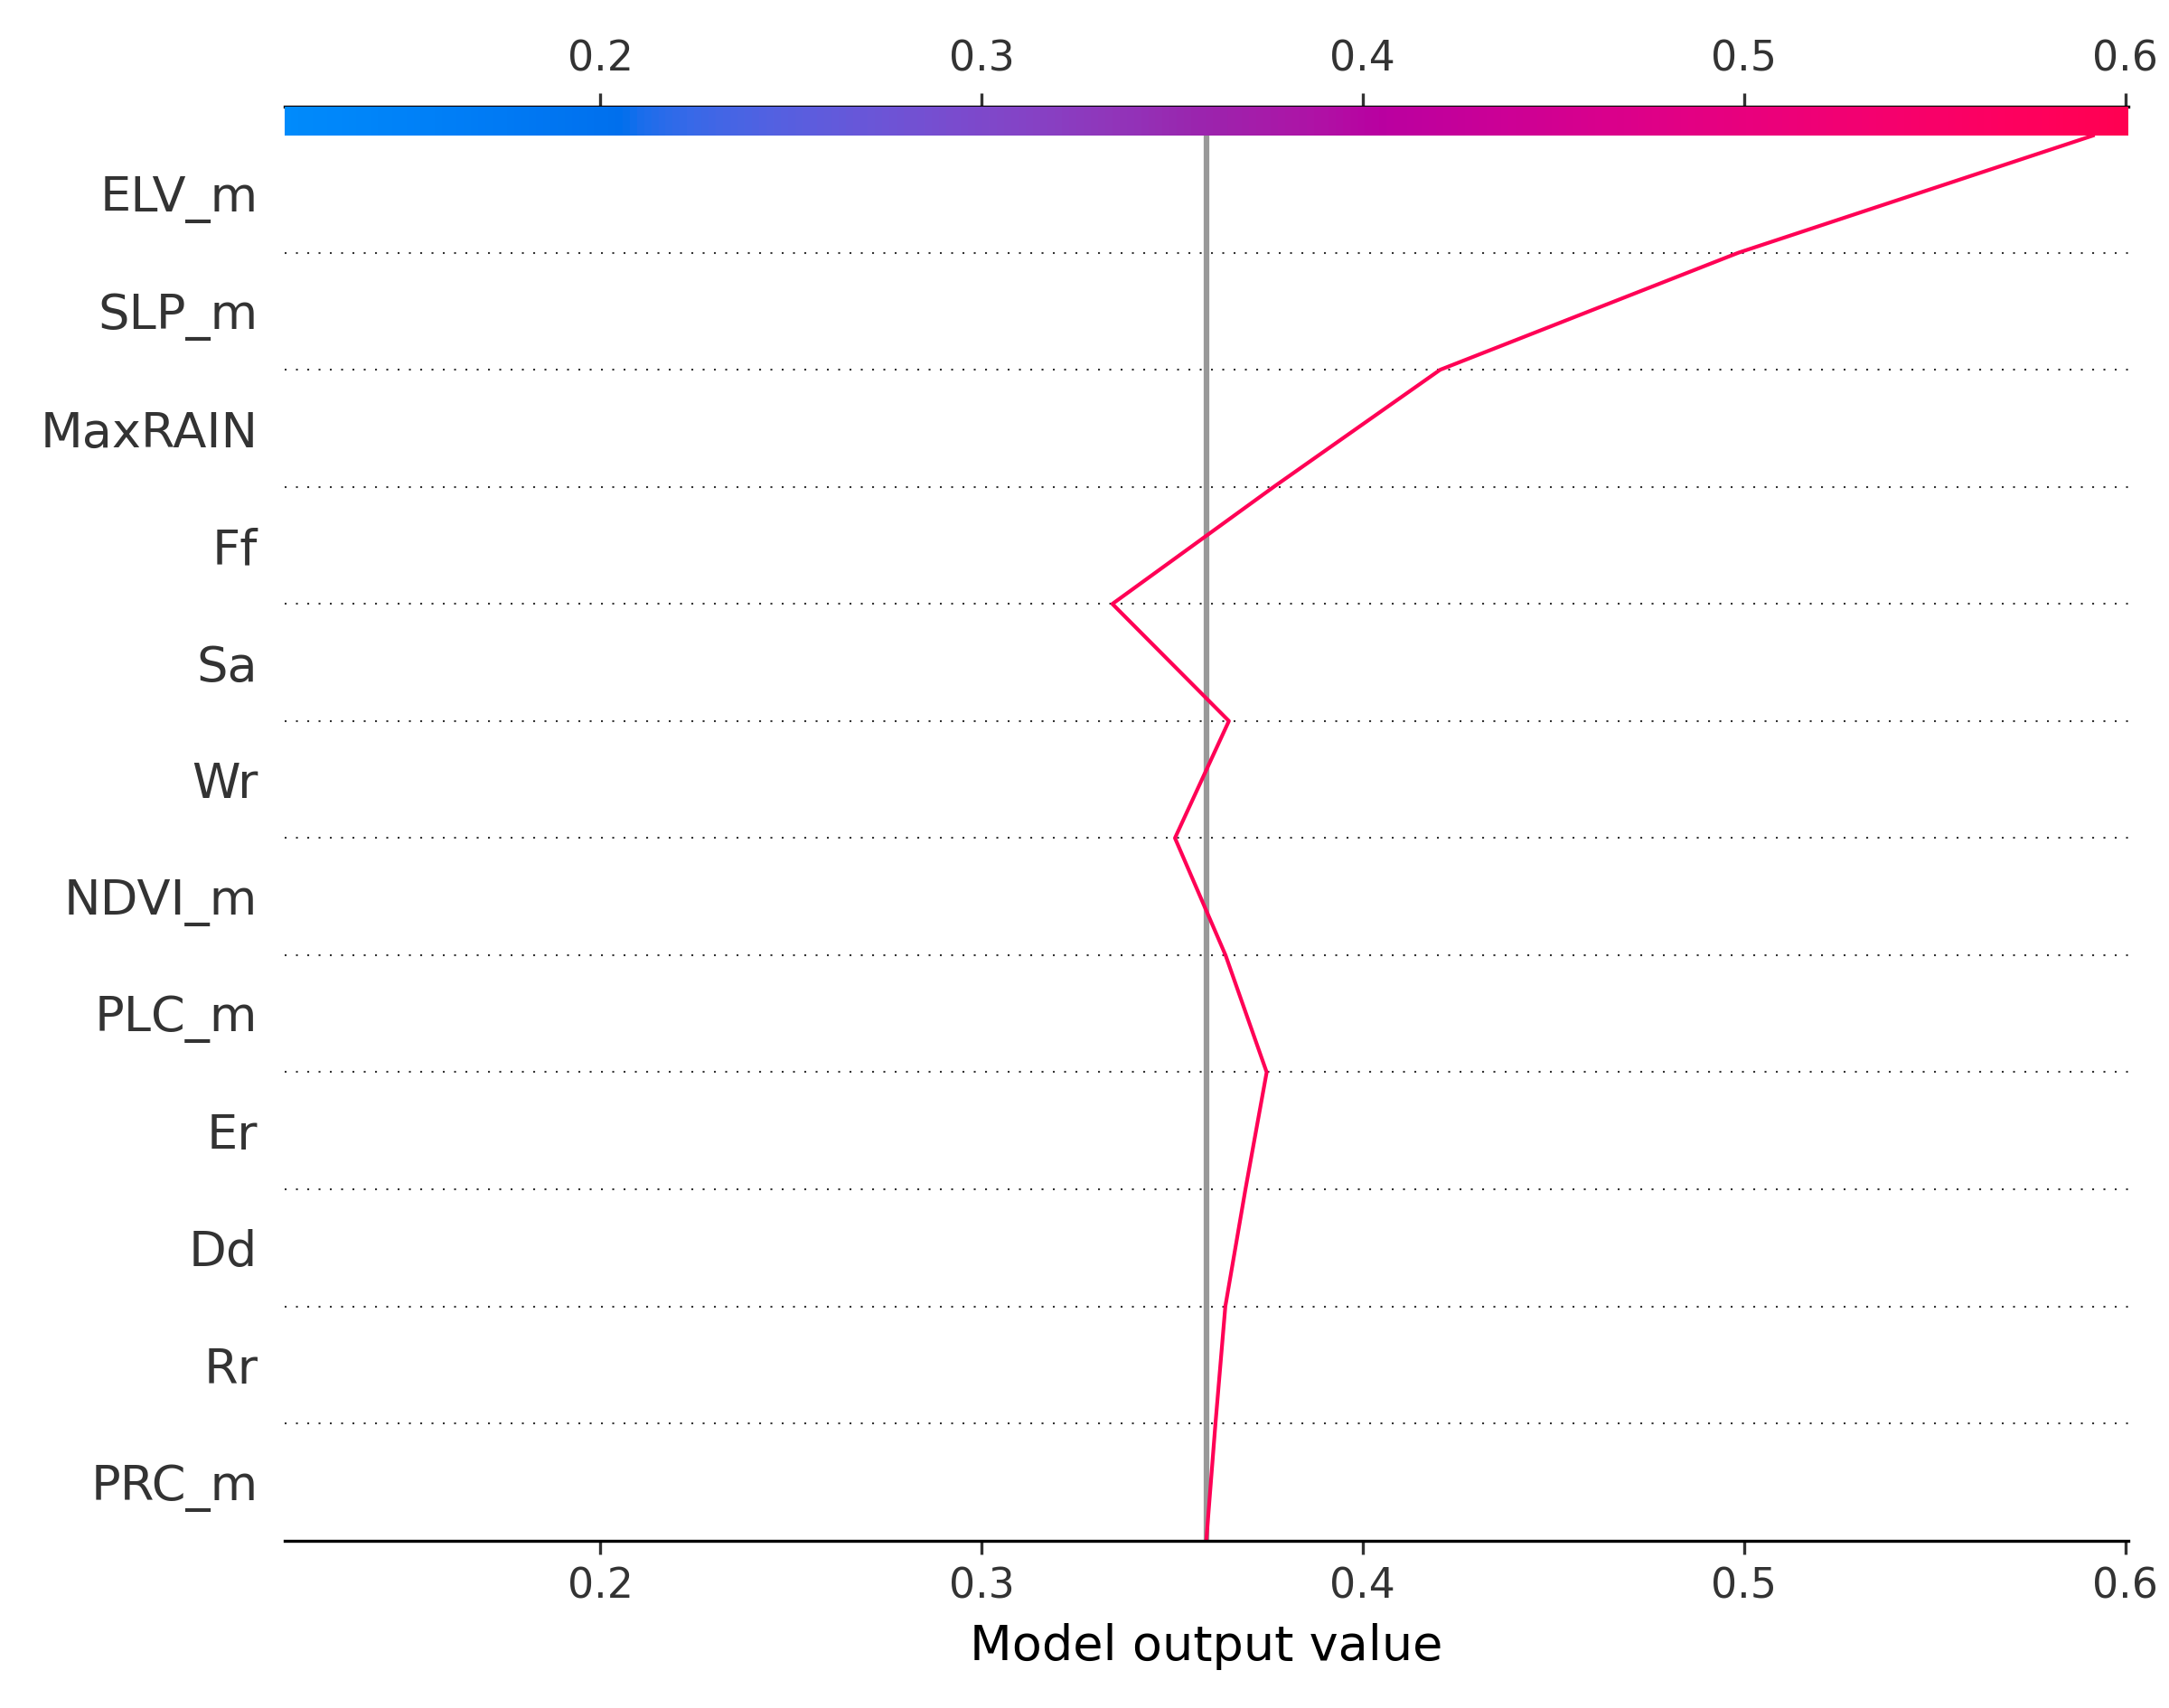 0.2 0.3 0.4 0.5 0.6
ELV_m
SLP_m
MaxRAIN
Ff
Sa
Wr
NDVI_m
PLC_m
Er
Dd
Rr
PRC_m
0.2 0.3 0.4 0.5 0.6
Model output value